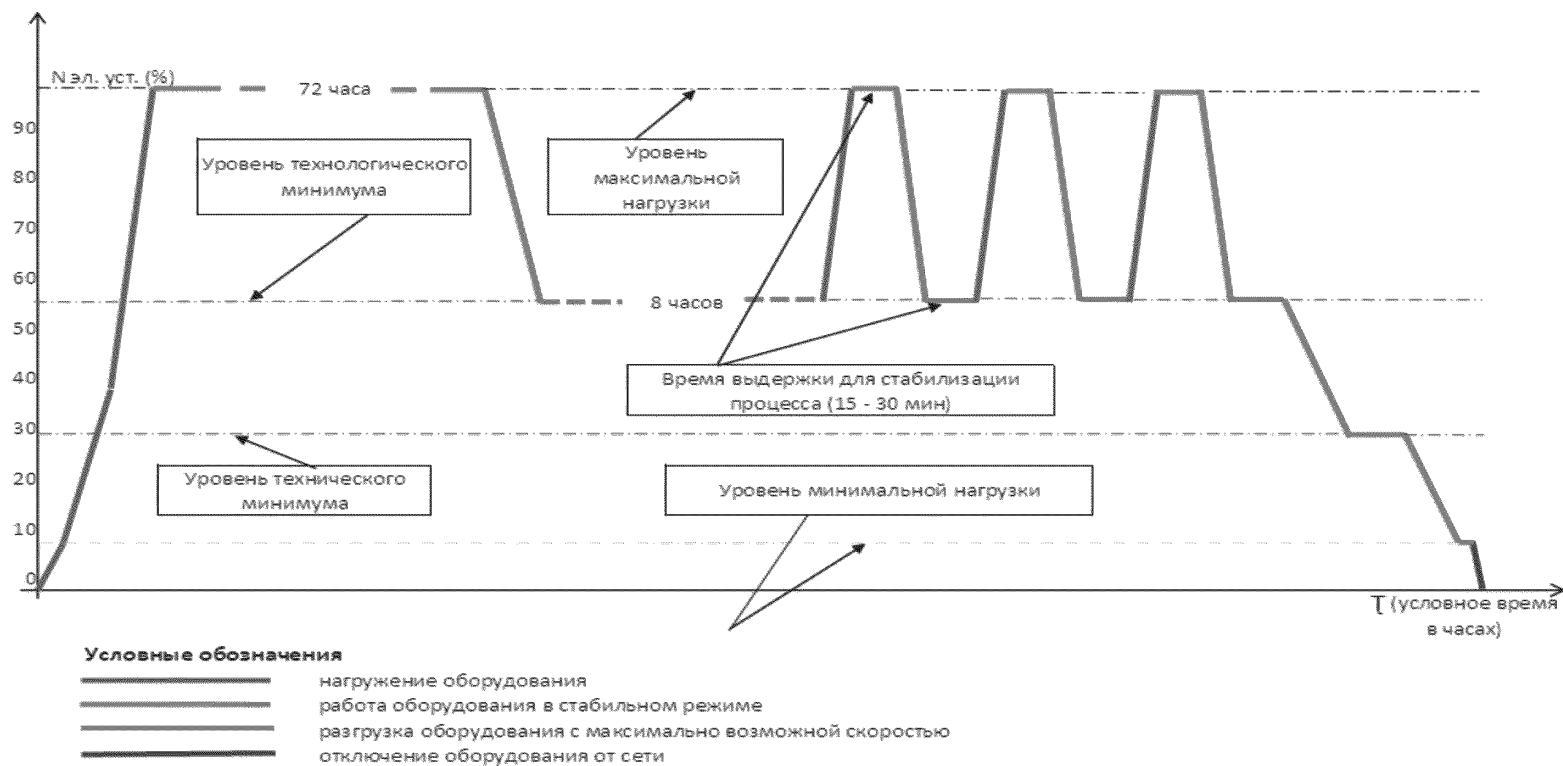 N эл. уст. (%)
72 часа
90
80
70
60
50
40
30
20
10
0
Уровень технологического
минимума
Уровень
максимальной
нагрузки
8 часов
Время выдержки для стабилизации
процесса (15 - 30 мин)
Уровень технического
минимума
Уровень минимальной нагрузки
τ (условное время
в часах)
Условные обозначения
нагружение оборудования
работа оборудования в стабильном режиме
разгрузка оборудования с максимально возможной скоростью
отключение оборудования от сети